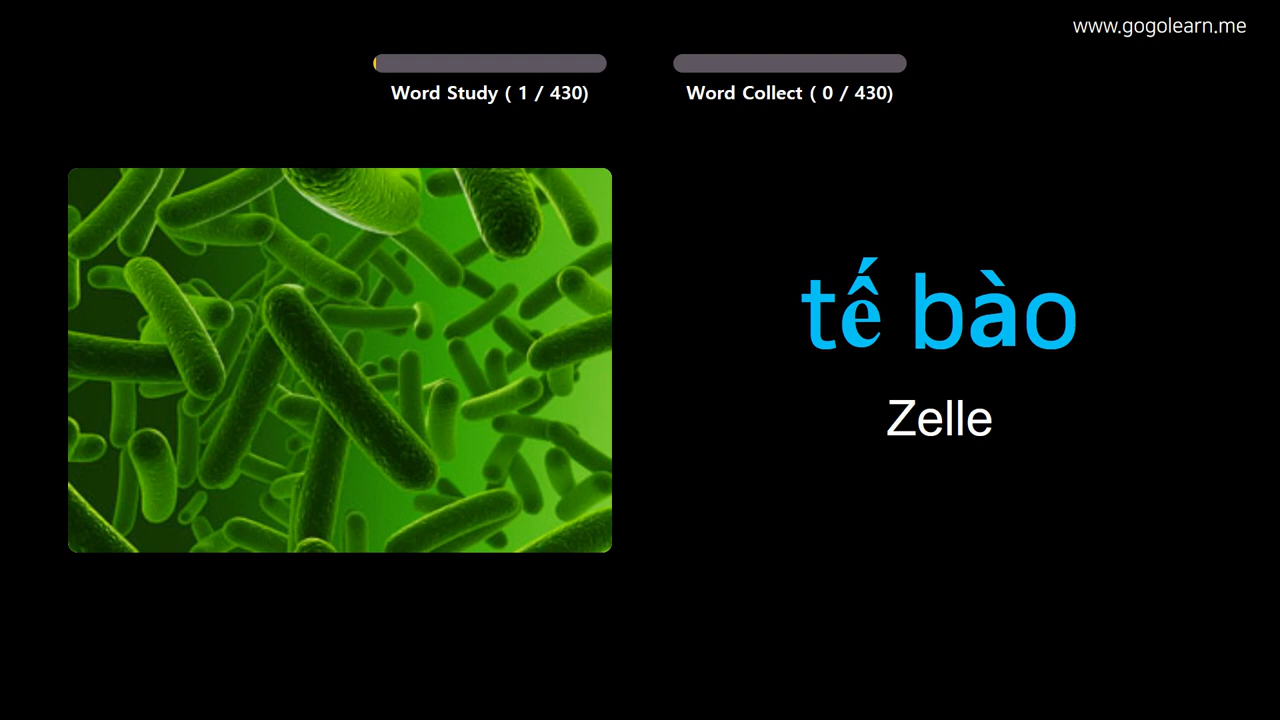 www.gogolearn.me
Word Study ( 1 / 430)
Word Collect ( 0 / 430)
tế bào
Zelle